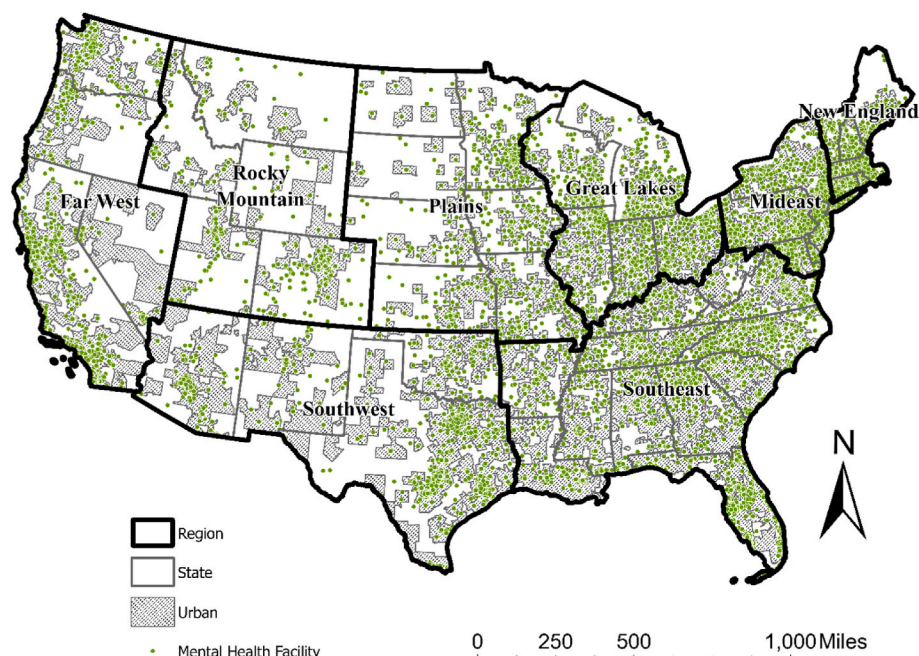 New England
Rocky
Mountain
Great Lakes
Far West
Plains
Mideast
Southeast
Southwest
N
Region
State
Urban
Mental Health Facility
0 250 500 1,000 Miles